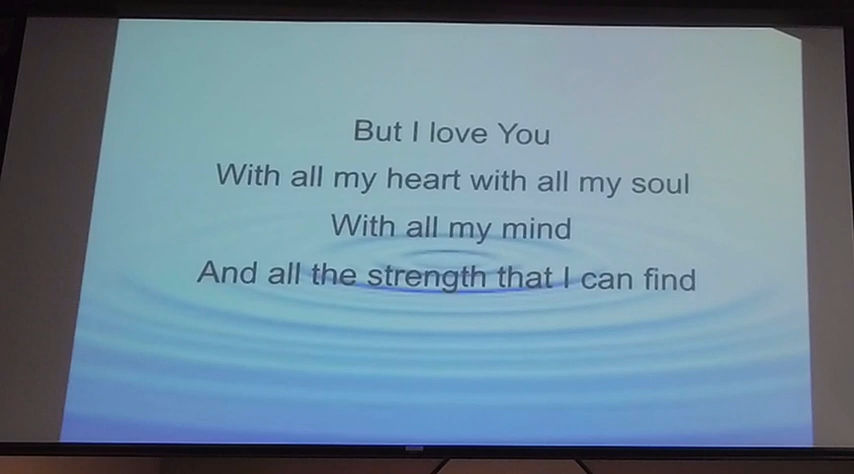 But I love You
With all my heart with all my soul
With all my mind
And all the strength that I can find